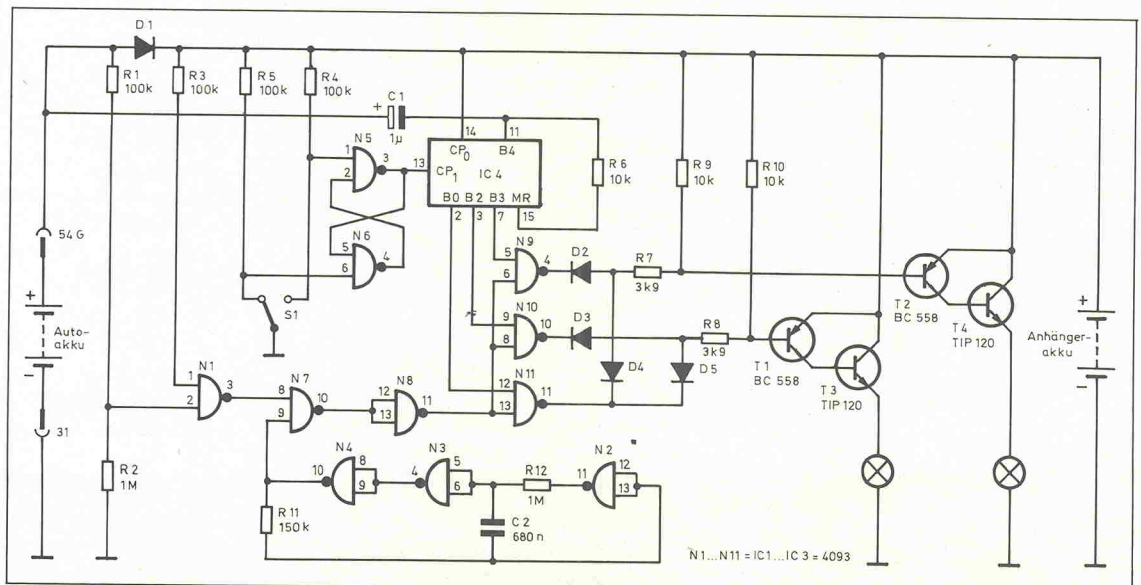 D1
R1
100k
R3
100k
R5
100k
R4
100k
C1
+
1µ
N5
1
2
3
13
14
11
CP0
B4
CP1
IC4
B0 B2 B3 MR
2
3
7
15
R6
10k
R9
10k
R10
10k
N6
5
6
4
54G
+
Auto-
akku
–
31
S1
N9
5
6
4
D2
R7
3k9
N10
9
8
10
D3
R8
3k9
N11
12
13
11
D4
D5
T2
BC 558
T4
TIP 120
T1
BC 558
T3
TIP 120
+
Anhänger-
akku
–
N1
1
2
3
N7
8
9
10
N8
12
13
11
R2
1M
N4
10
8
9
N3
4
5
6
R12
1M
N2
11
12
13
R11
150k
C2
680n
N1...N11 = IC1...IC3 = 4093